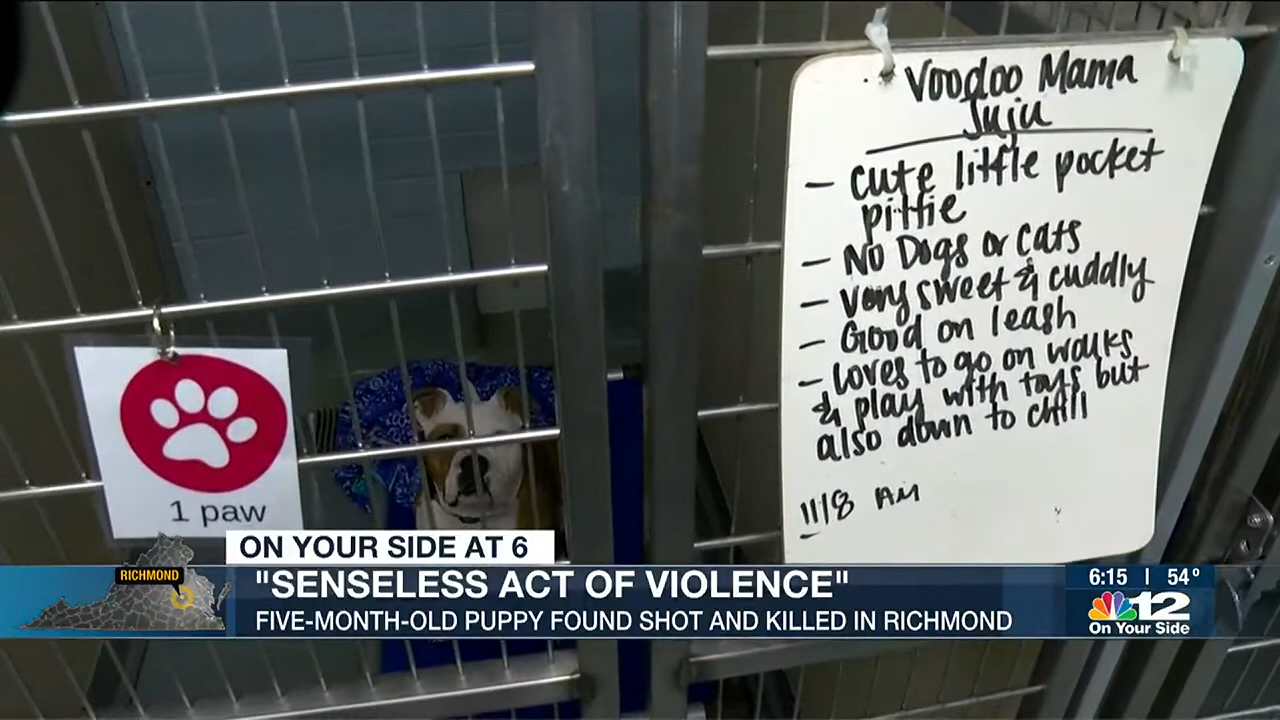 Voodoo Mama
Juju
- cute little pocket
pittie
- No Dogs or cats
- Very sweet & cuddly
- Good on leash
- Loves to go on walks
& play with toys but
also down to chill
11/8 AM
1 paw
ON YOUR SIDE AT 6
RICHMOND
"SENSELESS ACT OF VIOLENCE"
FIVE-MONTH-OLD PUPPY FOUND SHOT AND KILLED IN RICHMOND
6:15 | 54°
12
On Your Side